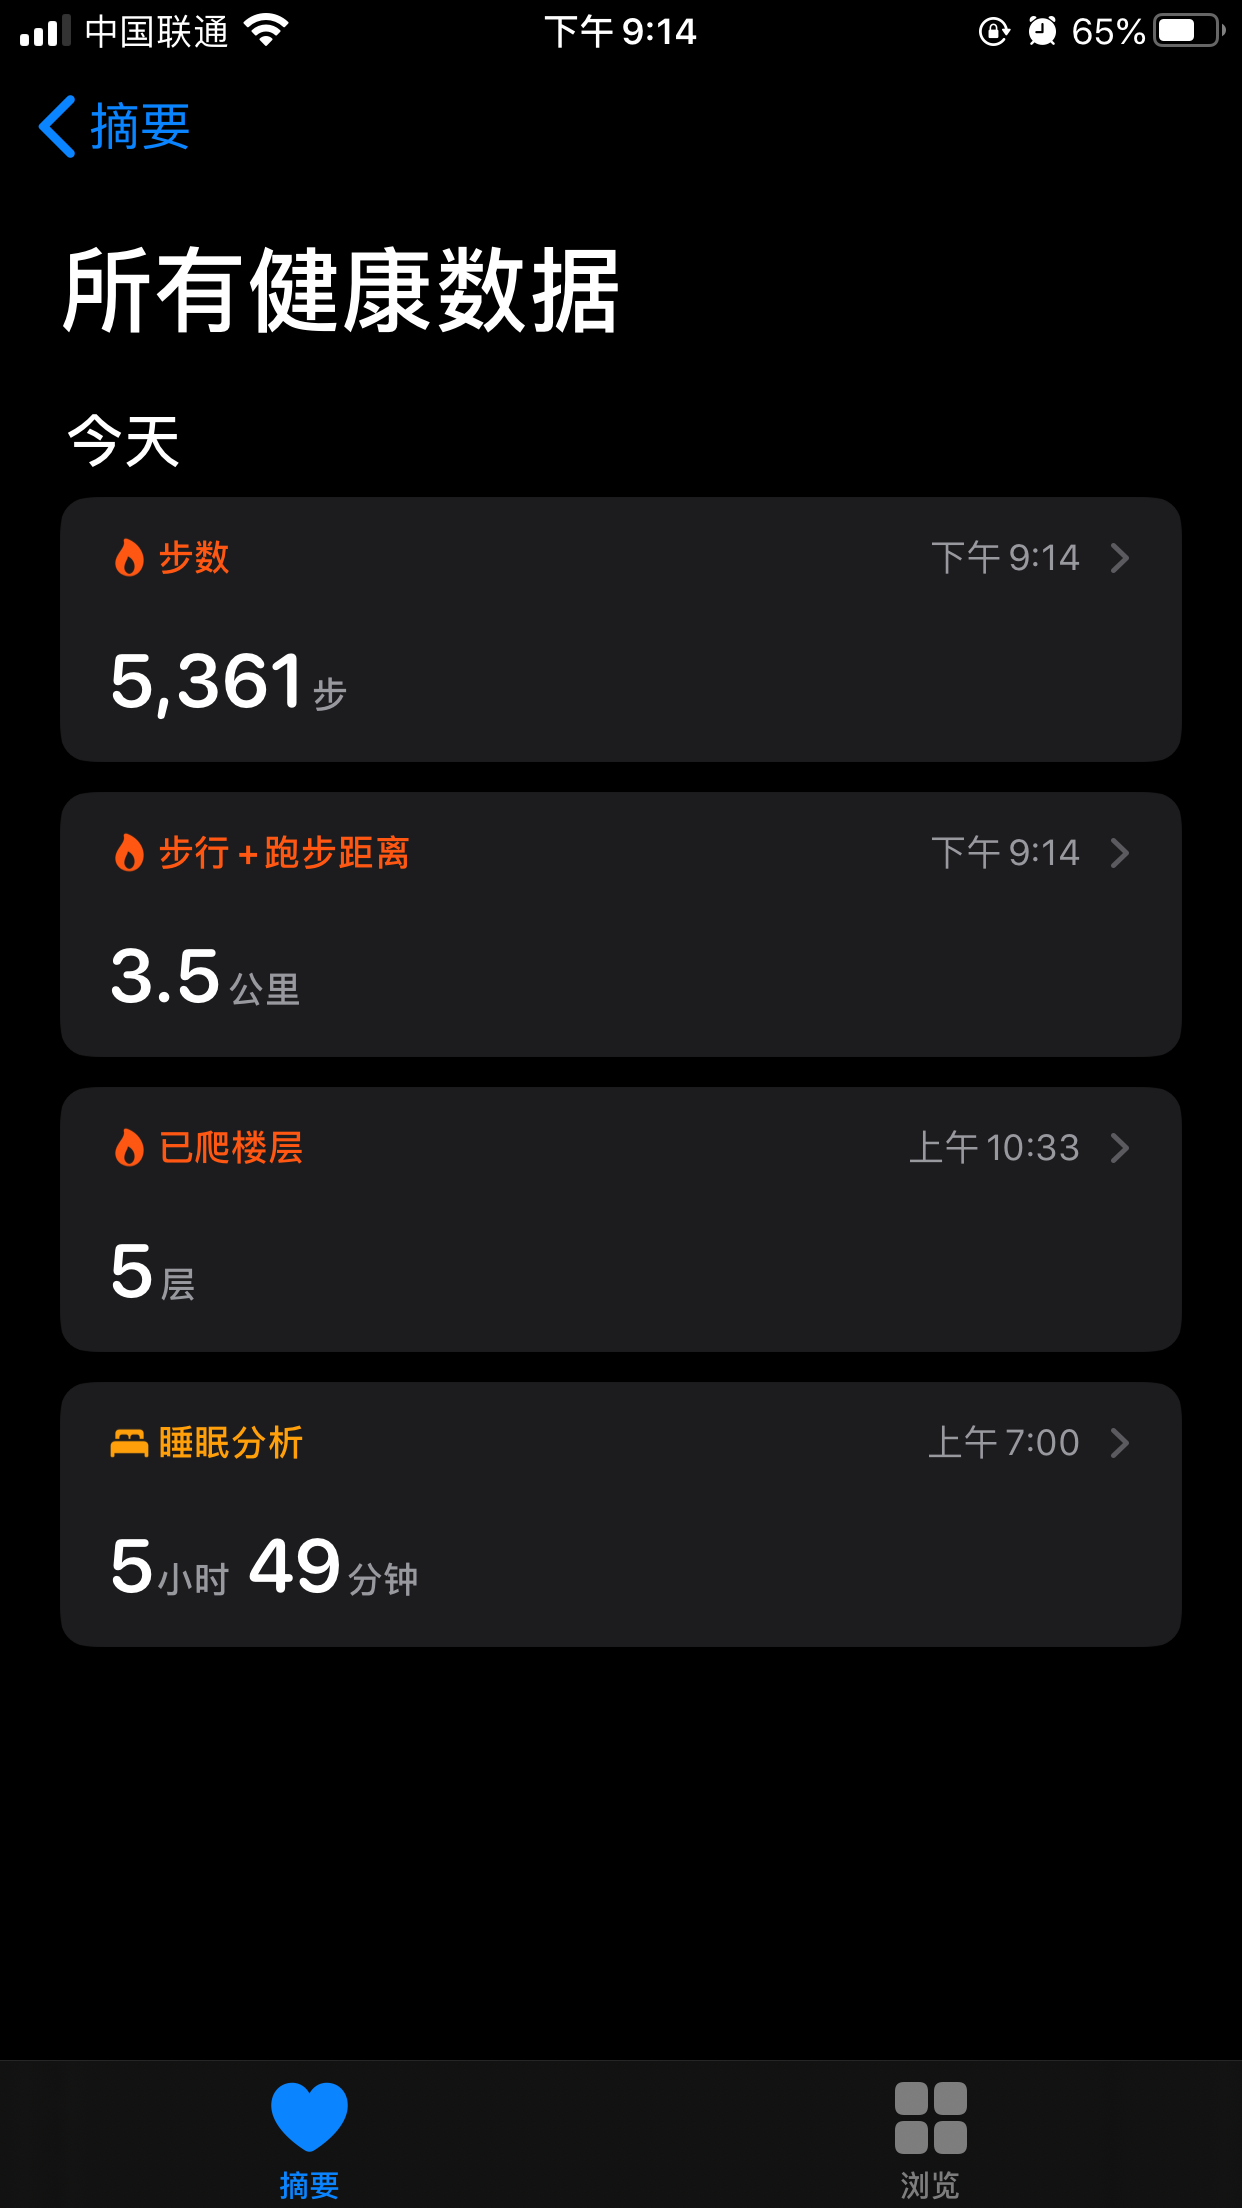 中国联通 下午 9:14 65%
摘要
所有健康数据
今天
步数 下午 9:14
5,361 步
步行 + 跑步距离 下午 9:14
3.5 公里
已爬楼层 上午 10:33
5 层
睡眠分析 上午 7:00
5小时 49分钟
摘要 浏览